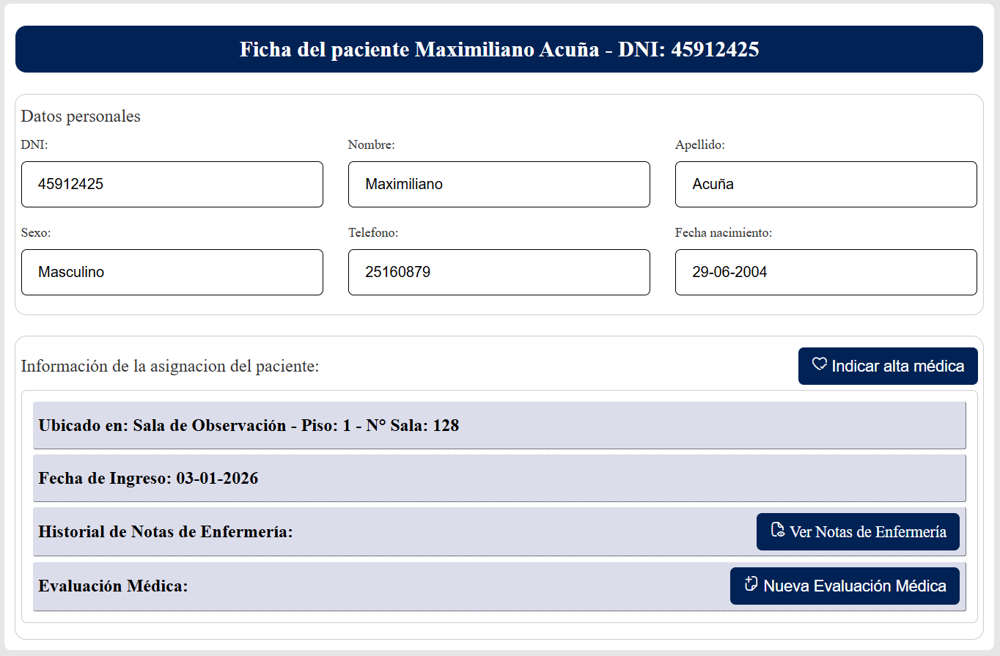 Ficha del paciente Maximiliano Acuña - DNI: 45912425
Datos personales
DNI: Nombre: Apellido:
45912425 Maximiliano Acuña
Sexo: Telefono: Fecha nacimiento:
Masculino 25160879 29-06-2004
Información de la asignacion del paciente: Indicar alta médica
Ubicado en: Sala de Observación - Piso: 1 - N° Sala: 128
Fecha de Ingreso: 03-01-2026
Historial de Notas de Enfermería: Ver Notas de Enfermería
Evaluación Médica: Nueva Evaluación Médica